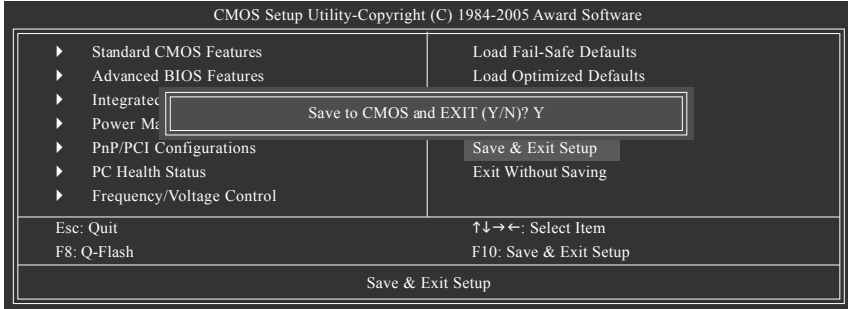 CMOS Setup Utility-Copyright (C) 1984-2005 Award Software
Standard CMOS Features
Advanced BIOS Features
Integrated
Power Ma
PnP/PCI Configurations
PC Health Status
Frequency/Voltage Control
Load Fail-Safe Defaults
Load Optimized Defaults
Save & Exit Setup
Exit Without Saving
Save to CMOS and EXIT (Y/N)? Y
Esc: Quit
F8: Q-Flash
↑↓→←: Select Item
F10: Save & Exit Setup
Save & Exit Setup